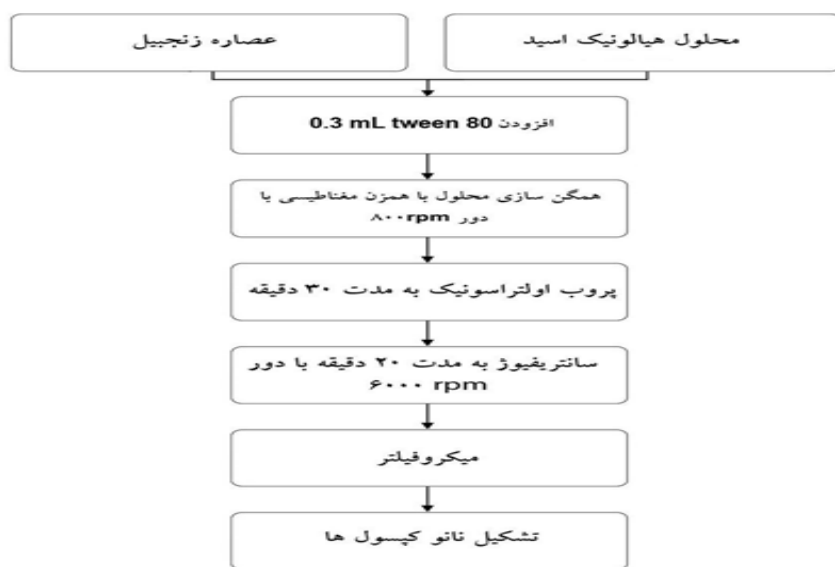 محلول هیالونیک اسید
عصاره زنجبیل
افزودن 0.3 mL tween 80
همگن سازی محلول با همزن مغناطیسی با
دور ۸۰۰rpm
پروب اولتراسونیک به مدت ۳۰ دقیقه
سانتریفیوژ به مدت ۲۰ دقیقه با دور
۶۰۰۰ rpm
میکروفیلتر
تشکیل نانو کپسول ها